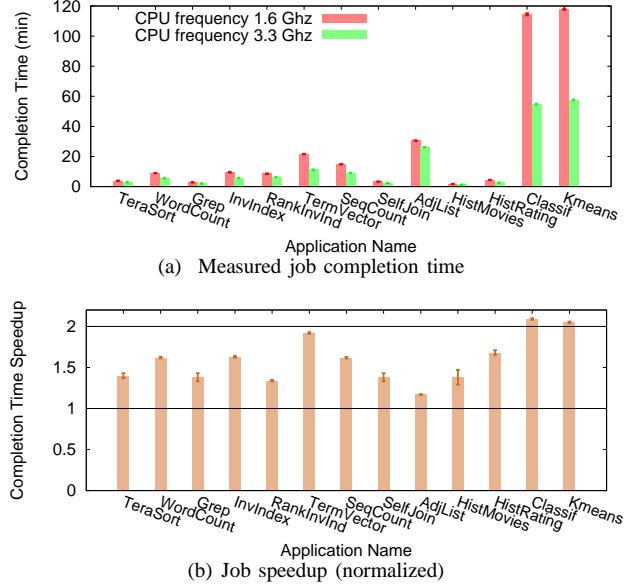 120
100
80
60
40
20
0
Completion Time (min)
CPU frequency 1.6 Ghz
CPU frequency 3.3 Ghz
TeraSort
WordCount
Grep
InvIndex
RankInvInd
TermVector
SeqCount
SelfJoin
AdjList
HistMovies
HistRating
Classif
Kmeans
Application Name
(a) Measured job completion time
2
1.5
1
0.5
0
Completion Time Speedup
TeraSort
WordCount
Grep
InvIndex
RankInvInd
TermVector
SeqCount
SelfJoin
AdjList
HistMovies
HistRating
Classif
Kmeans
Application Name
(b) Job speedup (normalized)